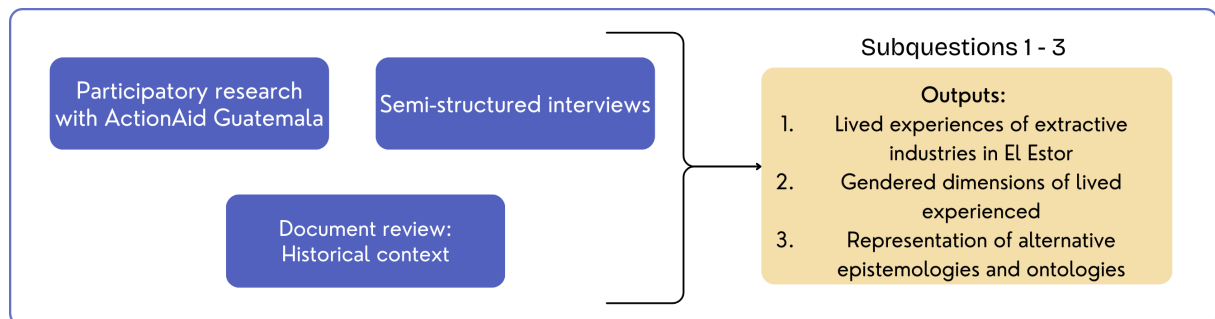 Participatory research
with ActionAid Guatemala
Semi-structured interviews
Document review:
Historical context
Subquestions 1 - 3
Outputs:
1. Lived experiences of extractive
industries in El Estor
2. Gendered dimensions of lived
experienced
3. Representation of alternative
epistemologies and ontologies